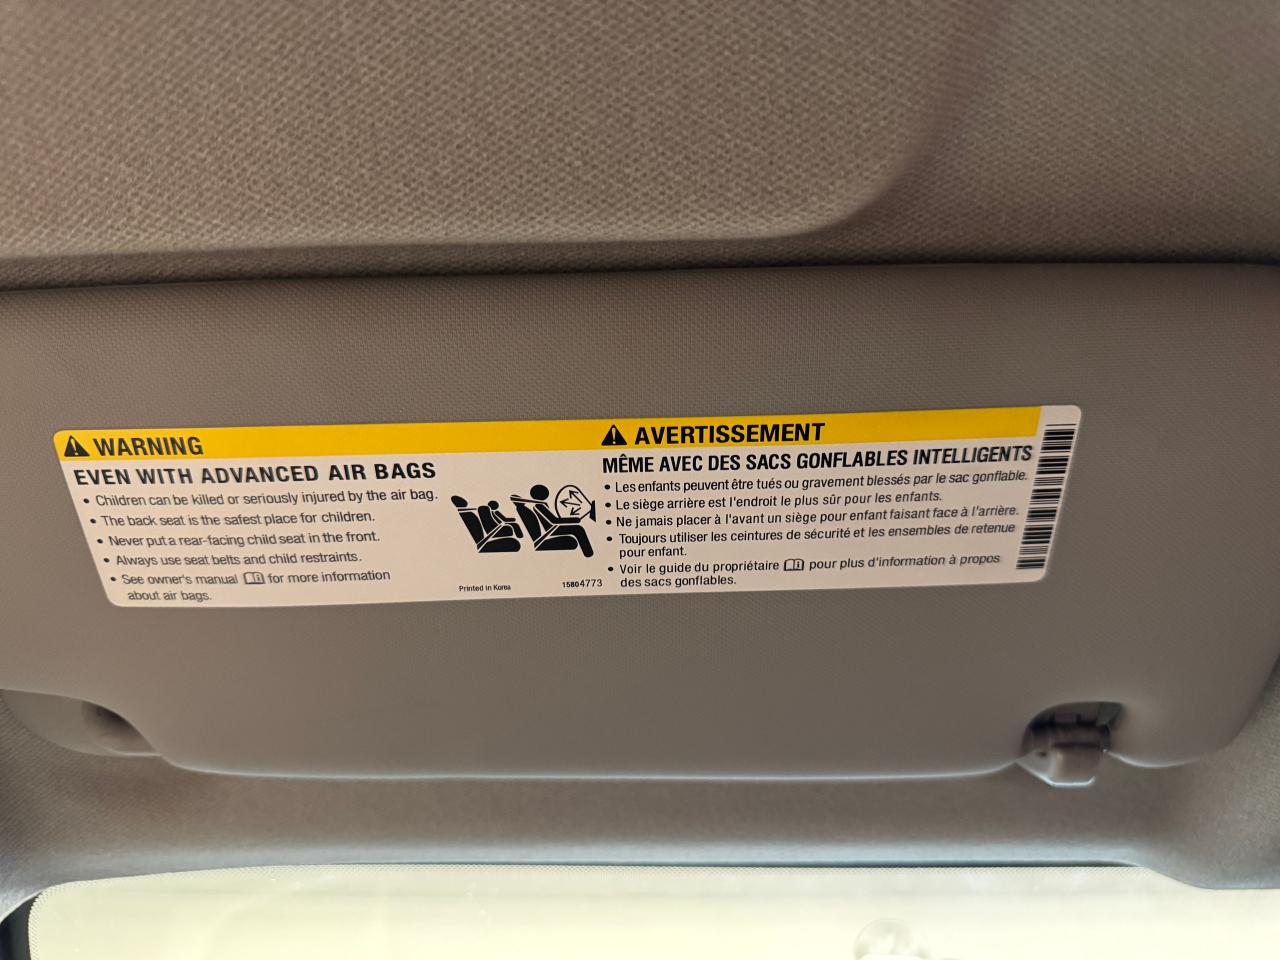 WARNING
EVEN WITH ADVANCED AIR BAGS
• Children can be killed or seriously injured by the air bag.
• The back seat is the safest place for children.
• Never put a rear-facing child seat in the front.
• Always use seat belts and child restraints.
• See owner's manual for more information
about air bags.
Printed in Korea
15804773
AVERTISSEMENT
MÊME AVEC DES SACS GONFLABLES INTELLIGENTS
• Les enfants peuvent être tués ou gravement blessés par le sac gonflable.
• Le siège arrière est l'endroit le plus sûr pour les enfants.
• Ne jamais placer à l'avant un siège pour enfant faisant face à l'arrière.
• Toujours utiliser les ceintures de sécurité et les ensembles de retenue
pour enfant.
• Voir le guide du propriétaire pour plus d'information à propos
des sacs gonflables.